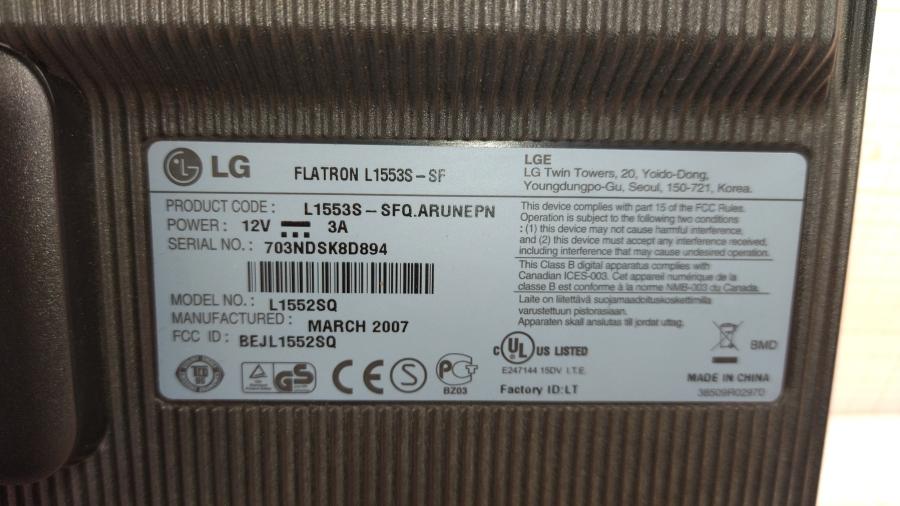 LG
FLATRON L1553S-SF
LGE
LG Twin Towers, 20, Yoido-Dong,
Youngdungpo-Gu, Seoul, 150-721, Korea.
PRODUCT CODE : L1553S-SFQ.ARUNEPN
POWER : 12V 3A
SERIAL NO. : 703NDSK8D894
MODEL NO. : L1552SQ
MANUFACTURED : MARCH 2007
FCC ID : BEJL1552SQ
This device complies with part 15 of the FCC Rules.
Operation is subject to the following two conditions
: (1) this device may not cause harmful interference,
and (2) this device must accept any interference received,
including interference that may cause undesired operation.
This Class B digital apparatus complies with
Canadian ICES-003. Cet appareil numérique de la
classe B est conforme à la norme NMB-003 du Canada.
Laite on liitettävä suojamaadoituskoskettimilla
varustettuun pistorasiaan.
Apparaten skall anslutas till jordat uttag.
GS
CE
S
PC
BZ03
C UL US LISTED
E247144 15DV I.T.E.
Factory ID:LT
BMD
MADE IN CHINA
38509R0297D